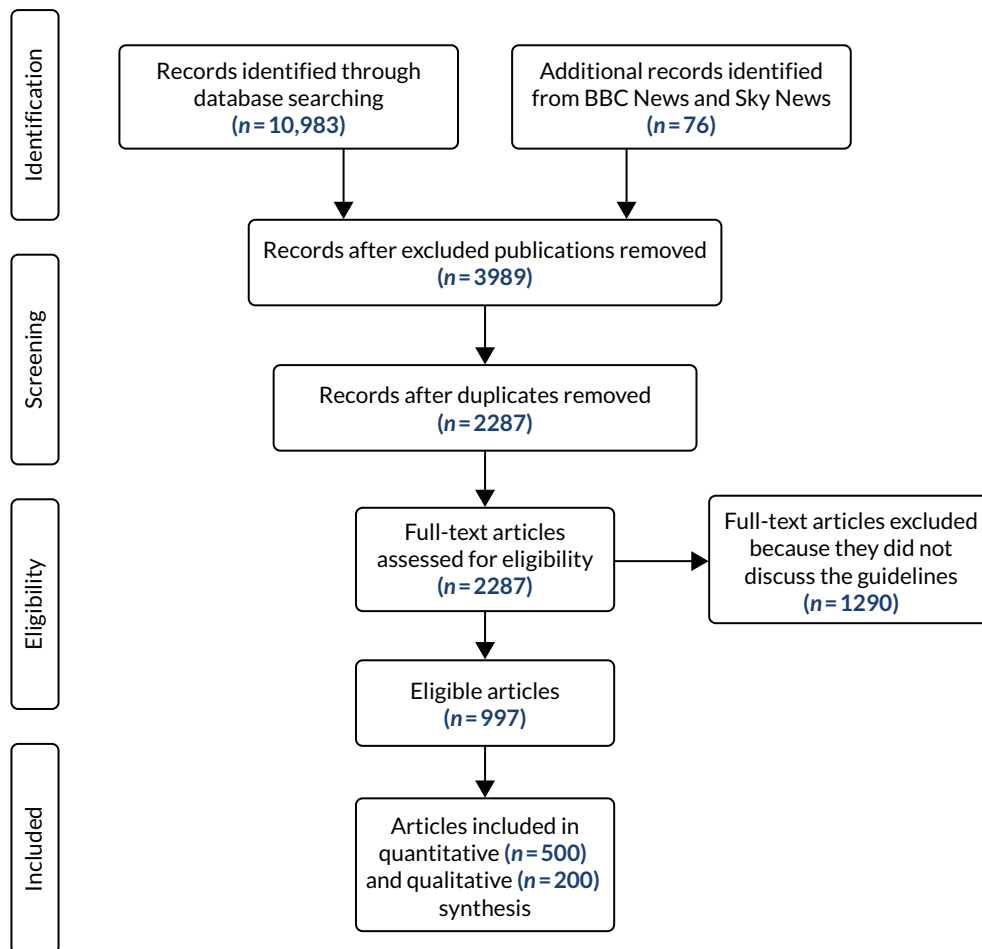 Identification
Records identified through
database searching
(n = 10,983)
Additional records identified
from BBC News and Sky News
(n = 76)
Records after excluded publications removed
(n = 3989)
Screening
Records after duplicates removed
(n = 2287)
Eligibility
Full-text articles
assessed for eligibility
(n = 2287)
Full-text articles excluded
because they did not
discuss the guidelines
(n = 1290)
Eligible articles
(n = 997)
Included
Articles included in
quantitative (n = 500)
and qualitative (n = 200)
synthesis